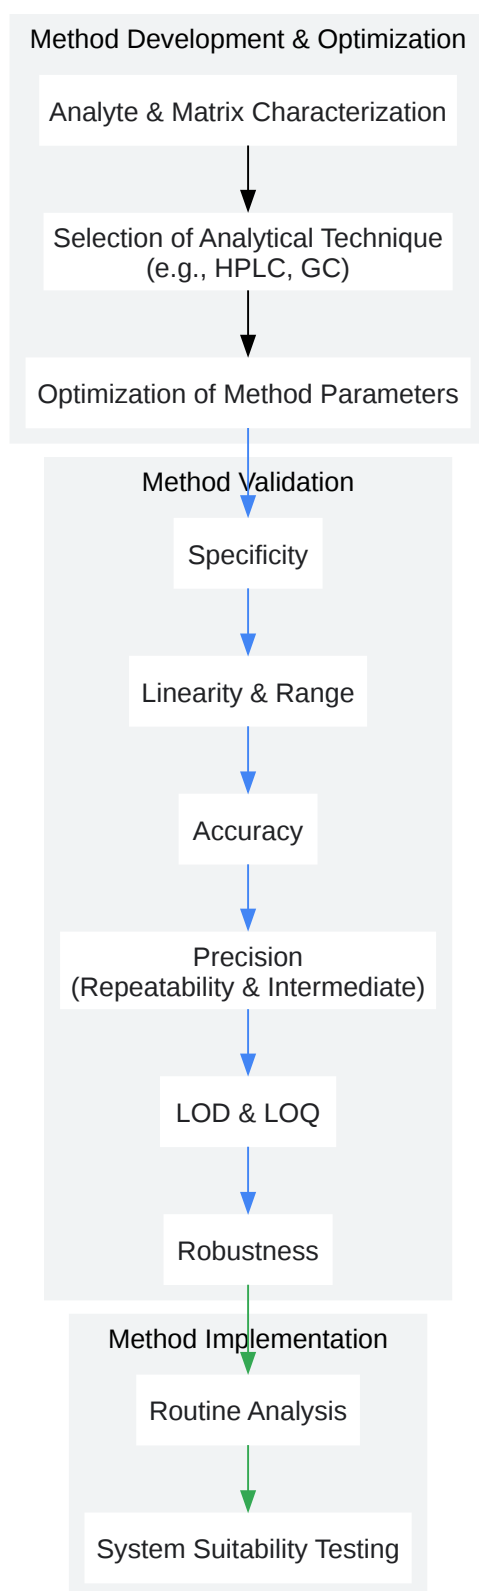 Method Development & Optimization
Analyte & Matrix Characterization
Selection of Analytical Technique
(e.g., HPLC, GC)
Optimization of Method Parameters
Method Validation
Specificity
Linearity & Range
Accuracy
Precision
(Repeatability & Intermediate)
LOD & LOQ
Robustness
Method Implementation
Routine Analysis
System Suitability Testing